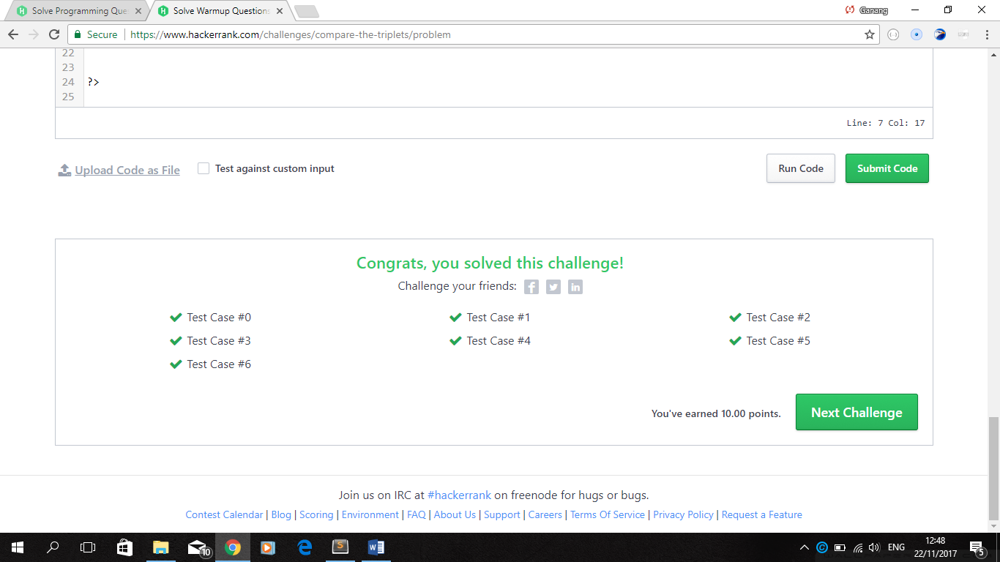 Solve Programming Que
Solve Warmup Questions
Ganang
Secure | https://www.hackerrank.com/challenges/compare-the-triplets/problem
22
23
24 ?>
25
Line: 7 Col: 17
Upload Code as File
Test against custom input
Run Code
Submit Code
Congrats, you solved this challenge!
Challenge your friends:
Test Case #0 Test Case #1 Test Case #2
Test Case #3 Test Case #4 Test Case #5
Test Case #6
You've earned 10.00 points.
Next Challenge
Join us on IRC at #hackerrank on freenode for hugs or bugs.
Contest Calendar | Blog | Scoring | Environment | FAQ | About Us | Support | Careers | Terms Of Service | Privacy Policy | Request a Feature
10
ENG
12:48
22/11/2017
5